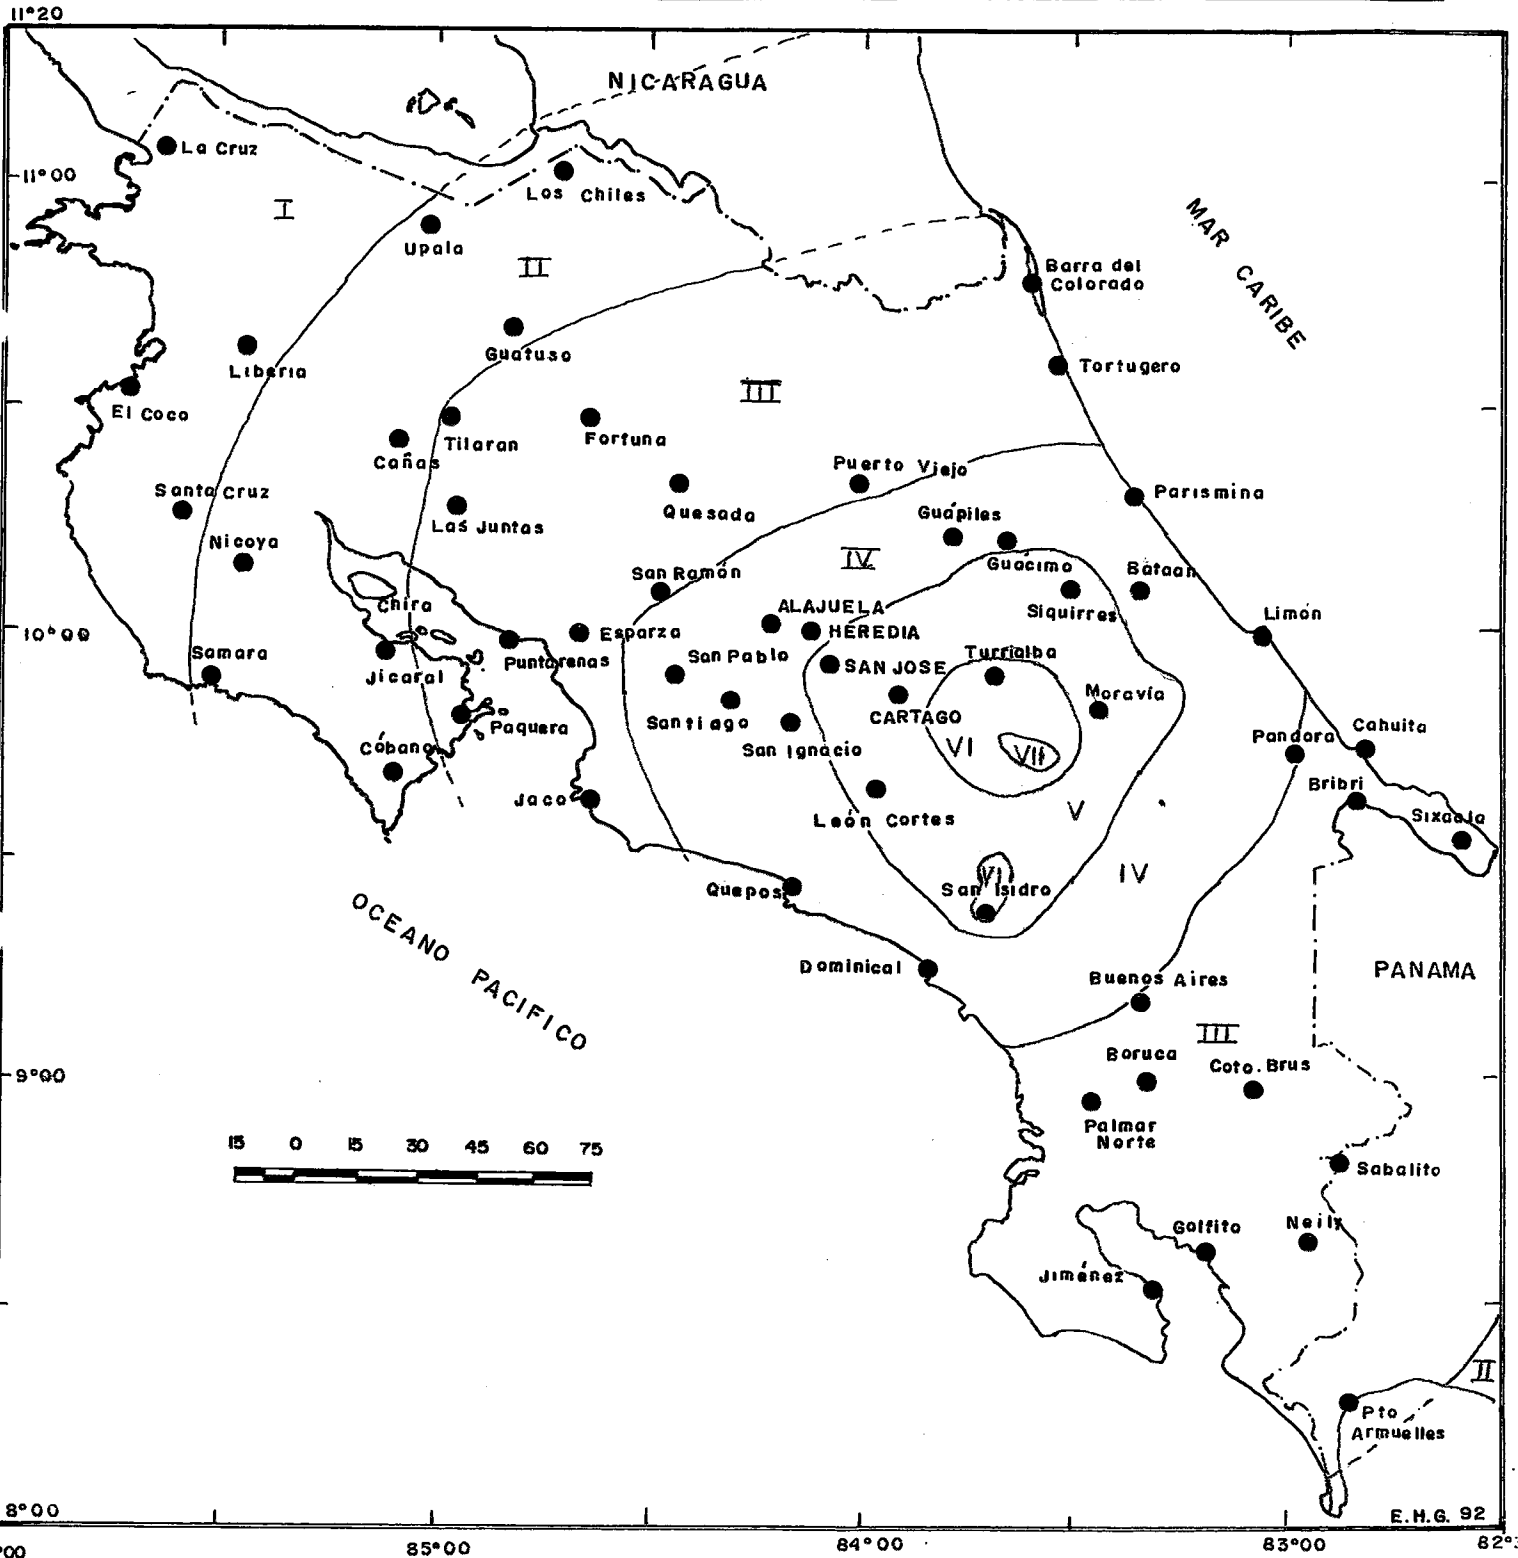 11°20
NICARAGUA
La Cruz
11°00
Los Chiles
I
MAR CARIBE
Upala
II
Barra del
Colorado
Guatuso
Tortugero
Liberia
III
El Coco
Tilaran
Fortuna
Cañas
Puerto Viejo
Santa Cruz
Parismina
Las Juntas
Quesada
Guápiles
Nicoya
IV
Guácimo
San Ramón
Bataan
Chira
ALAJUELA
Siquirres
Limón
10°00
Esparza
HEREDIA
Samara
Puntarenas
San Pablo
SAN JOSE
Turrialba
Jicaral
Moravia
Santiago
CARTAGO
Paquera
San Ignacio
VI
VII
Pandora
Cahuita
Cóbano
Bribri
Jaco
León Cortes
V
Sixaola
VI
IV
Quepos
San Isidro
OCEANO PACIFICO
Dominical
PANAMA
Buenos Aires
III
Boruca
Coto. Brus
9°00
Palmar
Norte
15 0 15 30 45 60 75
Sabalito
Golfito
Neily
Jiménez
II
Pto
Armuelles
8°00
E.H.G. 92
85°00
84°00
83°00